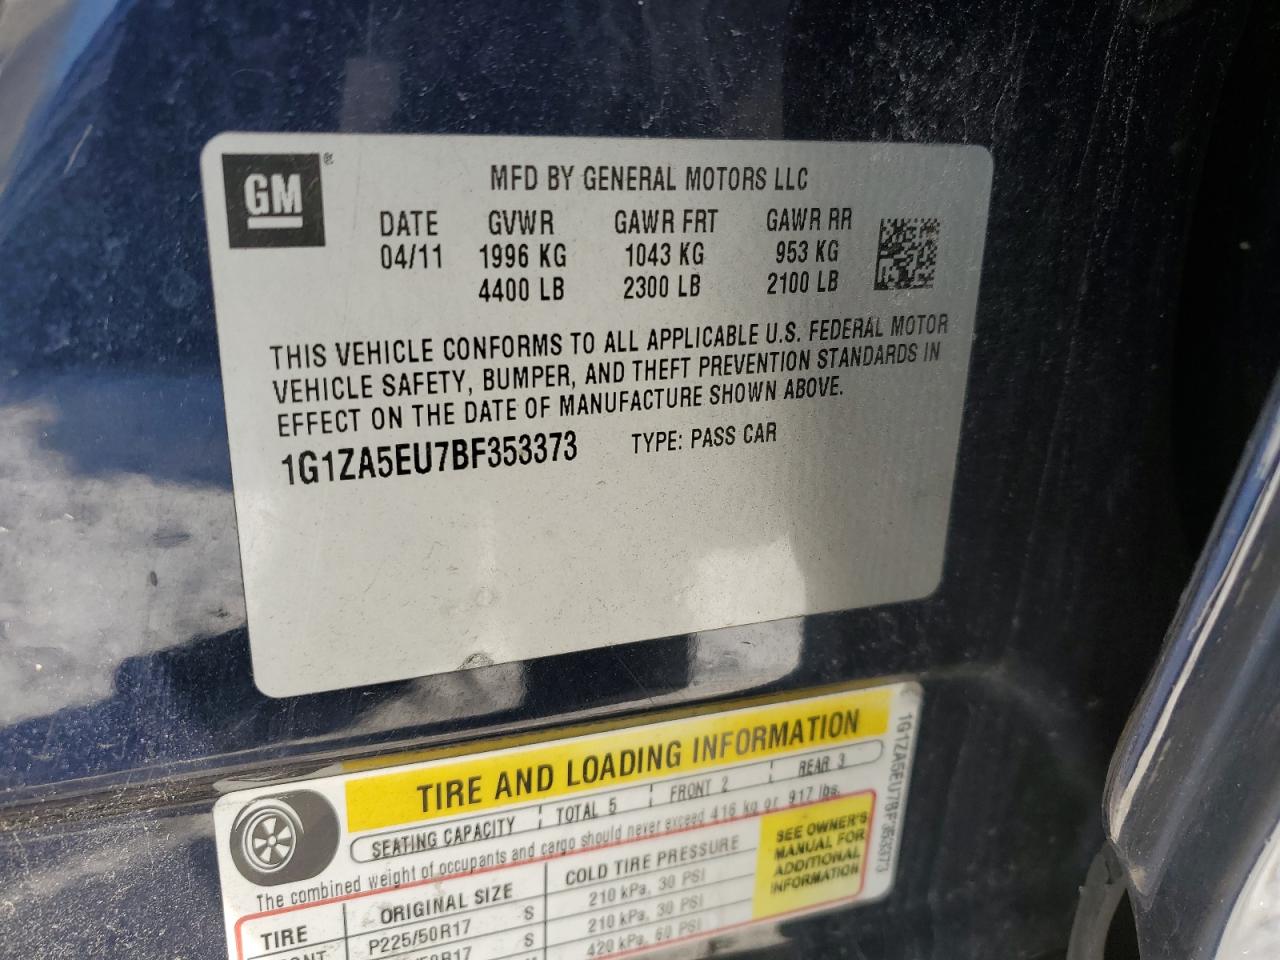 GM ®
MFD BY GENERAL MOTORS LLC
DATE GVWR GAWR FRT GAWR RR
04/11 1996 KG 1043 KG 953 KG
4400 LB 2300 LB 2100 LB
THIS VEHICLE CONFORMS TO ALL APPLICABLE U.S. FEDERAL MOTOR
VEHICLE SAFETY, BUMPER, AND THEFT PREVENTION STANDARDS IN
EFFECT ON THE DATE OF MANUFACTURE SHOWN ABOVE.
1G1ZA5EU7BF353373 TYPE: PASS CAR
TIRE AND LOADING INFORMATION
SEATING CAPACITY TOTAL 5 FRONT 2 REAR 3
The combined weight of occupants and cargo should never exceed 416 kg or 917 lbs.
TIRE ORIGINAL SIZE COLD TIRE PRESSURE
P225/50R17 S 210 kPa, 30 PSI
S 210 kPa, 30 PSI
420 kPa, 60 PSI
SEE OWNER'S
MANUAL FOR
ADDITIONAL
INFORMATION
1G1ZA5EU7BF353373